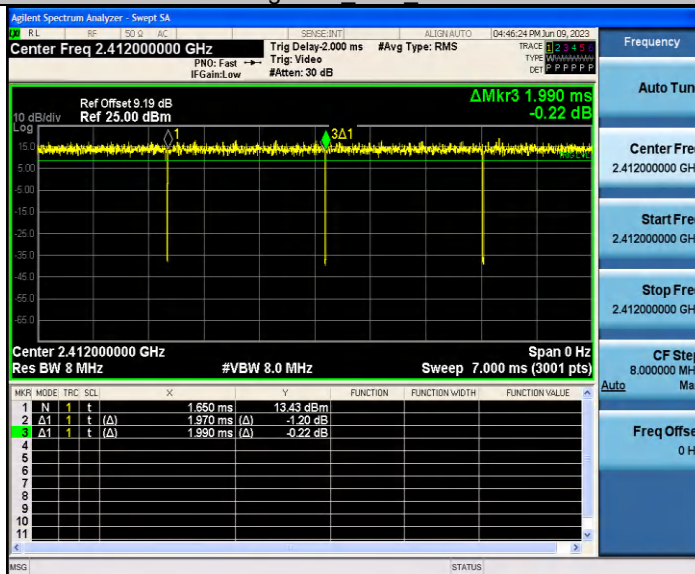 Agilent Spectrum Analyzer - Swept SA
RL RF 50 Ω AC SENSE:INT ALIGN AUTO 04:46:24 PM Jun 09, 2023
Center Freq 2.412000000 GHz
PNO: Fast
IFGain:Low
Trig Delay-2.000 ms
Trig: Video
#Atten: 30 dB
#Avg Type: RMS
TRACE 1 2 3 4 5 6
TYPE
DET P P P P P P
Ref Offset 9.19 dB
10 dB/div Ref 25.00 dBm
ΔMkr3 1.990 ms
-0.22 dB
Log
15.0
5.00
-5.00
-15.0
-25.0
-35.0
-45.0
-55.0
-65.0
1
3Δ1
TRIG LVL
Center 2.412000000 GHz Span 0 Hz
Res BW 8 MHz #VBW 8.0 MHz Sweep 7.000 ms (3001 pts)
MKR MODE TRC SCL X Y FUNCTION FUNCTION WIDTH FUNCTION VALUE
1 N 1 t 1.650 ms 13.43 dBm
2 Δ1 1 t (Δ) 1.970 ms (Δ) -1.20 dB
3 Δ1 1 t (Δ) 1.990 ms (Δ) -0.22 dB
4
5
6
7
8
9
10
11
MSG STATUS
Frequency
Auto Tun
Center Fre
2.412000000 GH
Start Fre
2.412000000 GH
Stop Fre
2.412000000 GH
CF Ste
8.000000 MH
Auto Ma
Freq Offse
0 H